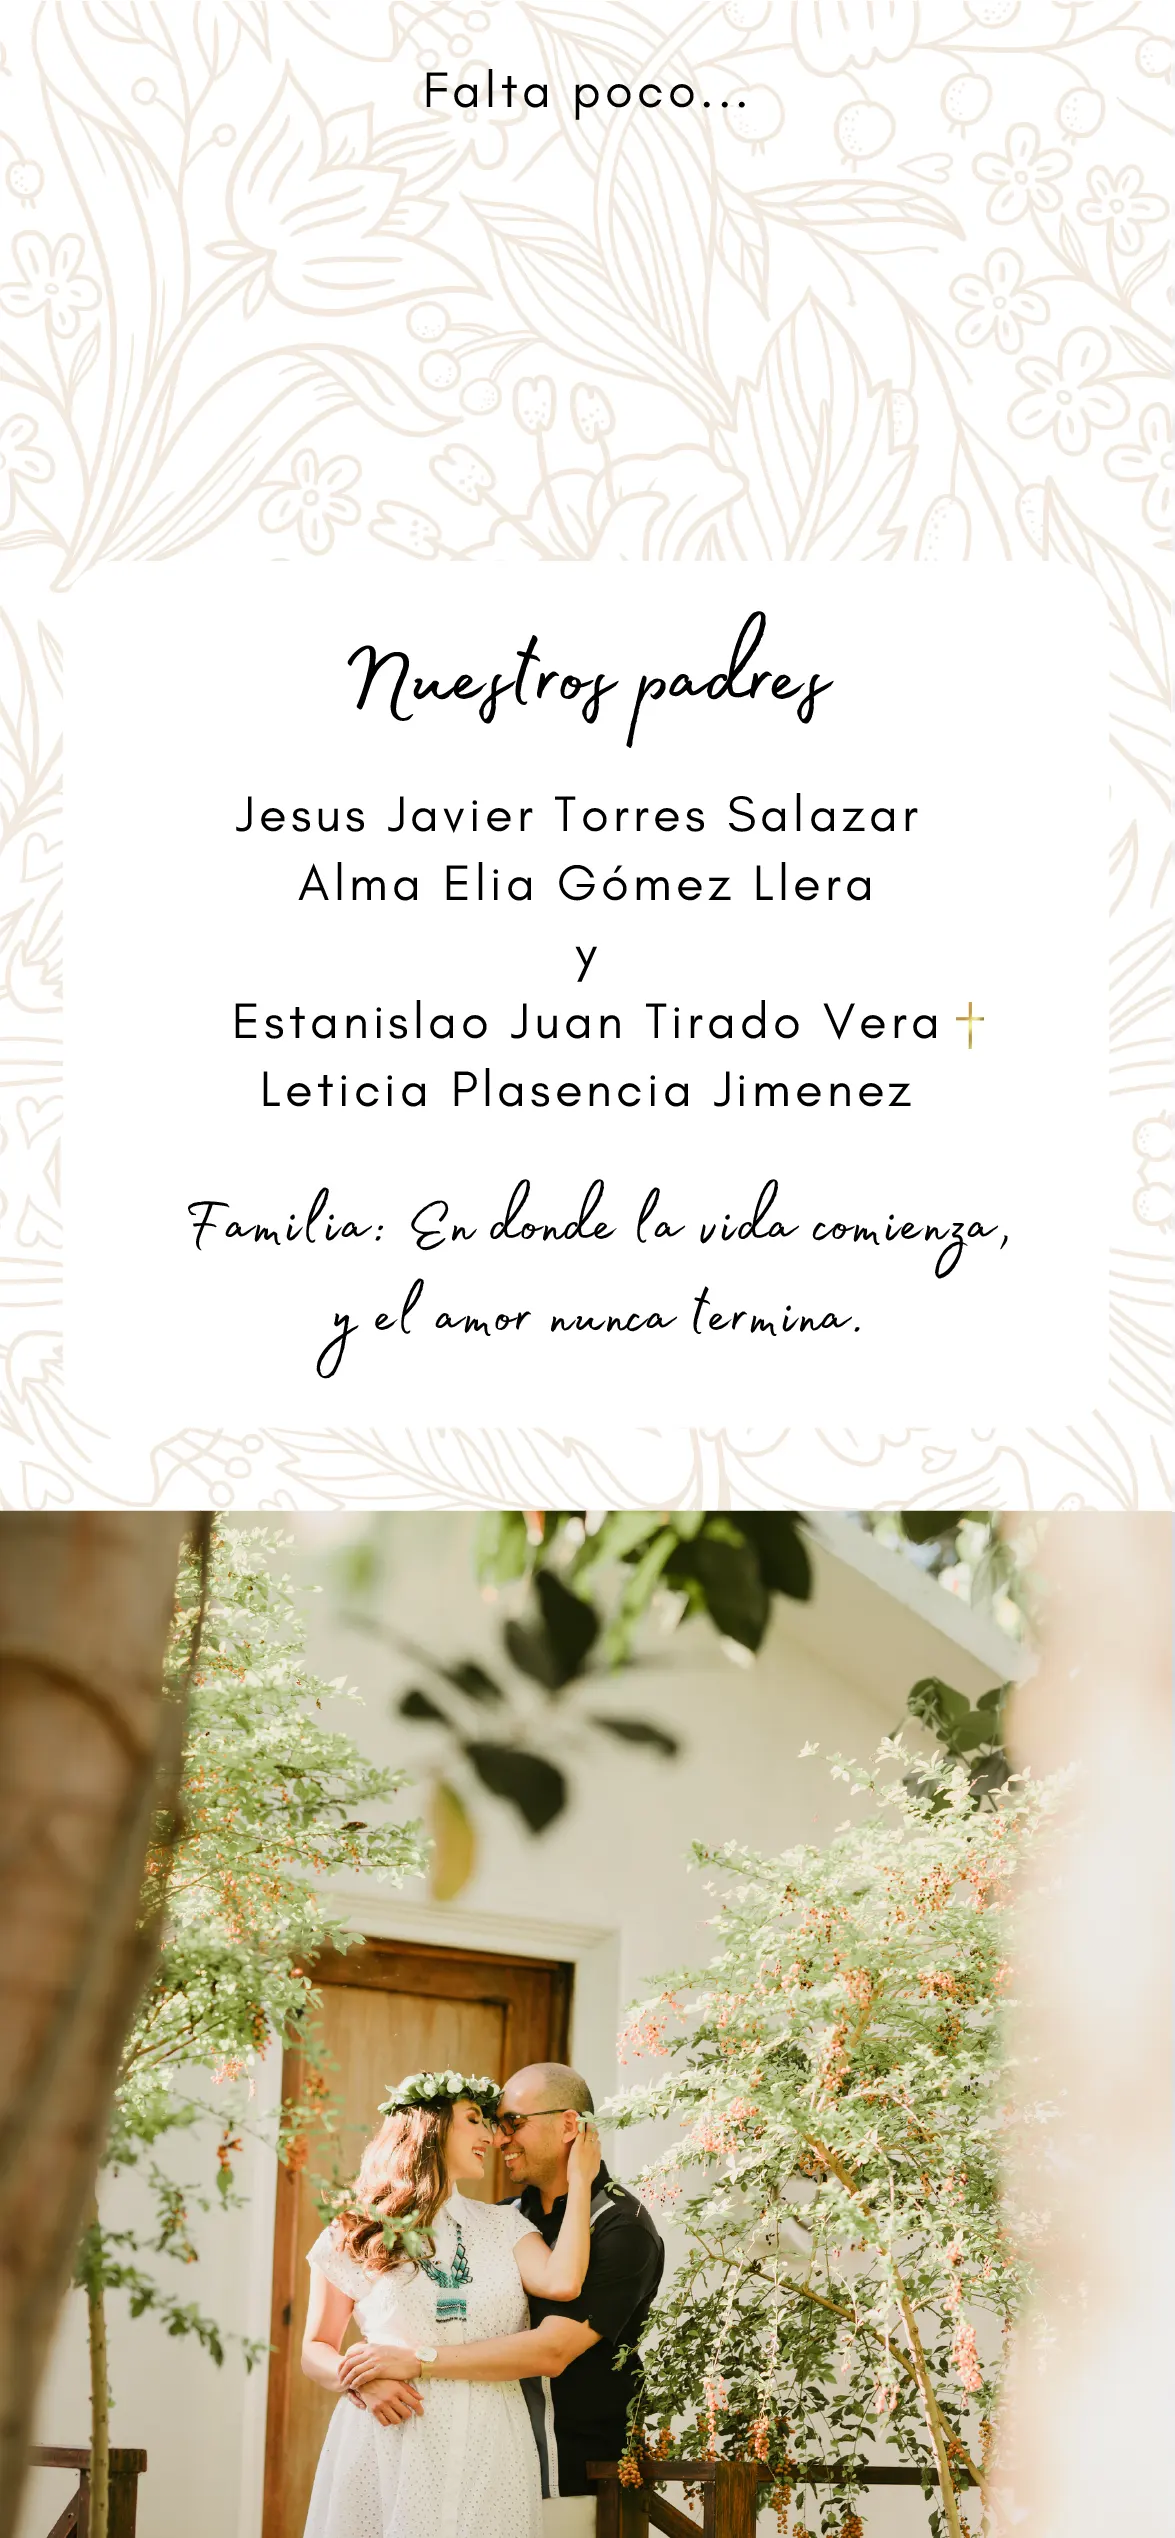 Falta poco...
Nuestros padres
Jesus Javier Torres Salazar
Alma Elia Gómez Llera
y
Estanislao Juan Tirado Vera
Leticia Plasencia Jimenez
Familia: En donde la vida comienza,
y el amor nunca termina.